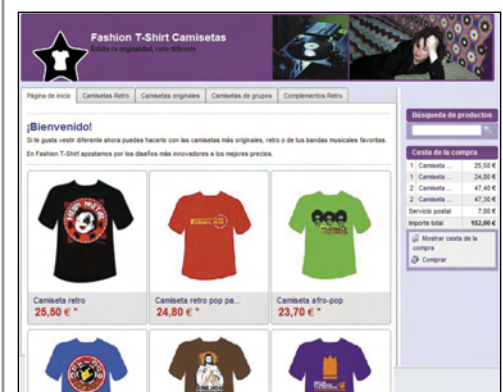 Fashion T-Shirt Camisetas
Exhibe tu originalidad, viste diferente
Página de inicio
Camisetas Retro
Camisetas originales
Camisetas de grupos
Complementos Retro
¡Bienvenido!
Si te gusta vestir diferente ahora puedes hacerlo con las camisetas más originales, retro o de tus bandas musicales favoritas.
En Fashion T-Shirt apostamos por los diseños más innovadores a los mejores precios.
Camiseta retro
25,50 € *
Camiseta retro pop pa...
24,80 € *
Camiseta afro-pop
23,70 € *
Búsqueda de productos
Cesta de la compra
1 Camiseta ... 25,50 €
1 Camiseta ... 24,80 €
2 Camiseta ... 47,40 €
2 Camiseta ... 47,30 €
Servicio postal 7,00 €
Importe total 152,00 €
Mostrar cesta de la
compra
Comprar